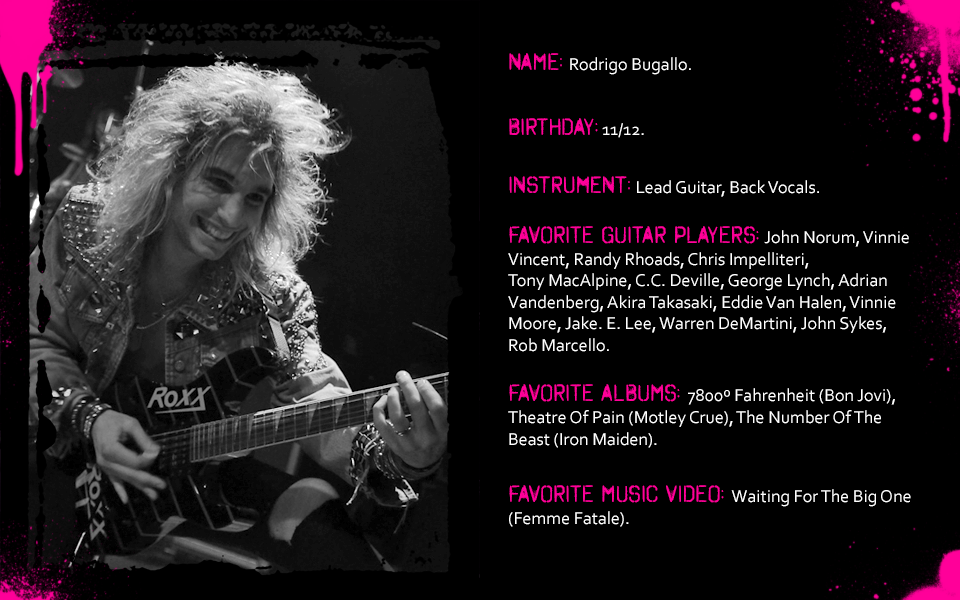 ROXX
ROXX
NAME: Rodrigo Bugallo.
BIRTHDAY: 11/12.
INSTRUMENT: Lead Guitar, Back Vocals.
FAVORITE GUITAR PLAYERS: John Norum, Vinnie
Vincent, Randy Rhoads, Chris Impelliteri,
Tony MacAlpine, C.C. Deville, George Lynch, Adrian
Vandenberg, Akira Takasaki, Eddie Van Halen, Vinnie
Moore, Jake. E. Lee, Warren DeMartini, John Sykes,
Rob Marcello.
FAVORITE ALBUMS: 7800º Fahrenheit (Bon Jovi),
Theatre Of Pain (Motley Crue), The Number Of The
Beast (Iron Maiden).
FAVORITE MUSIC VIDEO: Waiting For The Big One
(Femme Fatale).